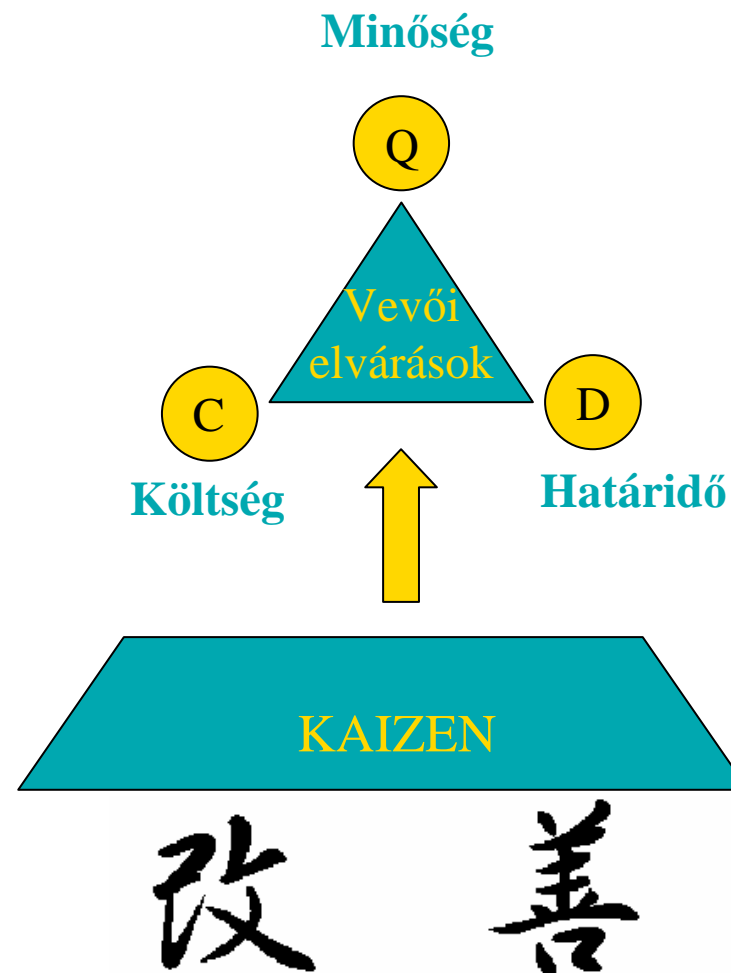 Minőség
Q
Vevői
elvárások
C
D
Költség
Határidő
KAIZEN
改 善